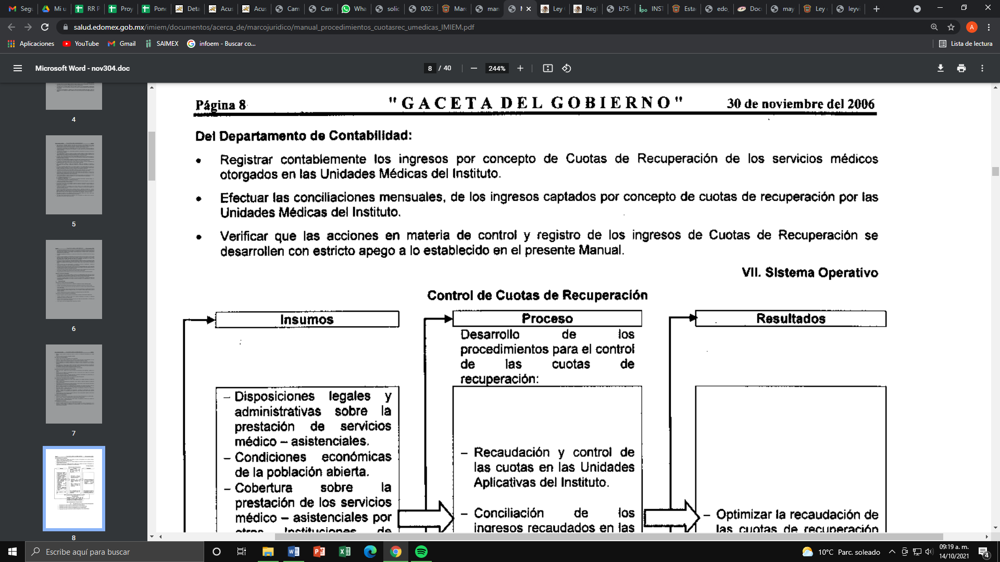 Segu
Mi u
RR P
Proy
Pone
Deta
Acus
Acus
Cam
Cam
Wha
solic
0023
Marc
man
Ley
Regl
b75
INST
Esta
edo_
Doc
may
Ley
leyvi
salud.edomex.gob.mx/imiem/documentos/acerca_de/marcojuridico/manual_procedimientos_cuotasrec_umedicas_IMIEM.pdf
A
Aplicaciones
YouTube
Gmail
SAIMEX
infoem - Buscar co...
Lista de lectura
Microsoft Word - nov304.doc
8 / 40
244%
4
5
6
7
8
Página 8 "GACETA DEL GOBIERNO" 30 de noviembre del 2006
Del Departamento de Contabilidad:
• Registrar contablemente los ingresos por concepto de Cuotas de Recuperación de los servicios médicos
otorgados en las Unidades Médicas del Instituto.
• Efectuar las conciliaciones mensuales, de los ingresos captados por concepto de cuotas de recuperación por las
Unidades Médicas del Instituto.
• Verificar que las acciones en materia de control y registro de los ingresos de Cuotas de Recuperación se
desarrollen con estricto apego a lo establecido en el presente Manual.
VII. Sistema Operativo
Control de Cuotas de Recuperación
Insumos
– Disposiciones legales y
administrativas sobre la
prestación de servicios
médico – asistenciales.
– Condiciones económicas
de la población abierta.
– Cobertura sobre la
prestación de los servicios
médico – asistenciales por
otras Instituciones de
Proceso
Desarrollo de los
procedimientos para el control
de las cuotas de
recuperación:
– Recaudación y control de
las cuotas en las Unidades
Aplicativas del Instituto.
– Conciliación de los
ingresos recaudados en las
Resultados
– Optimizar la recaudación de
las cuotas de recuperación
Escribe aquí para buscar
10°C Parc. soleado
09:19 a. m.
14/10/2021
4